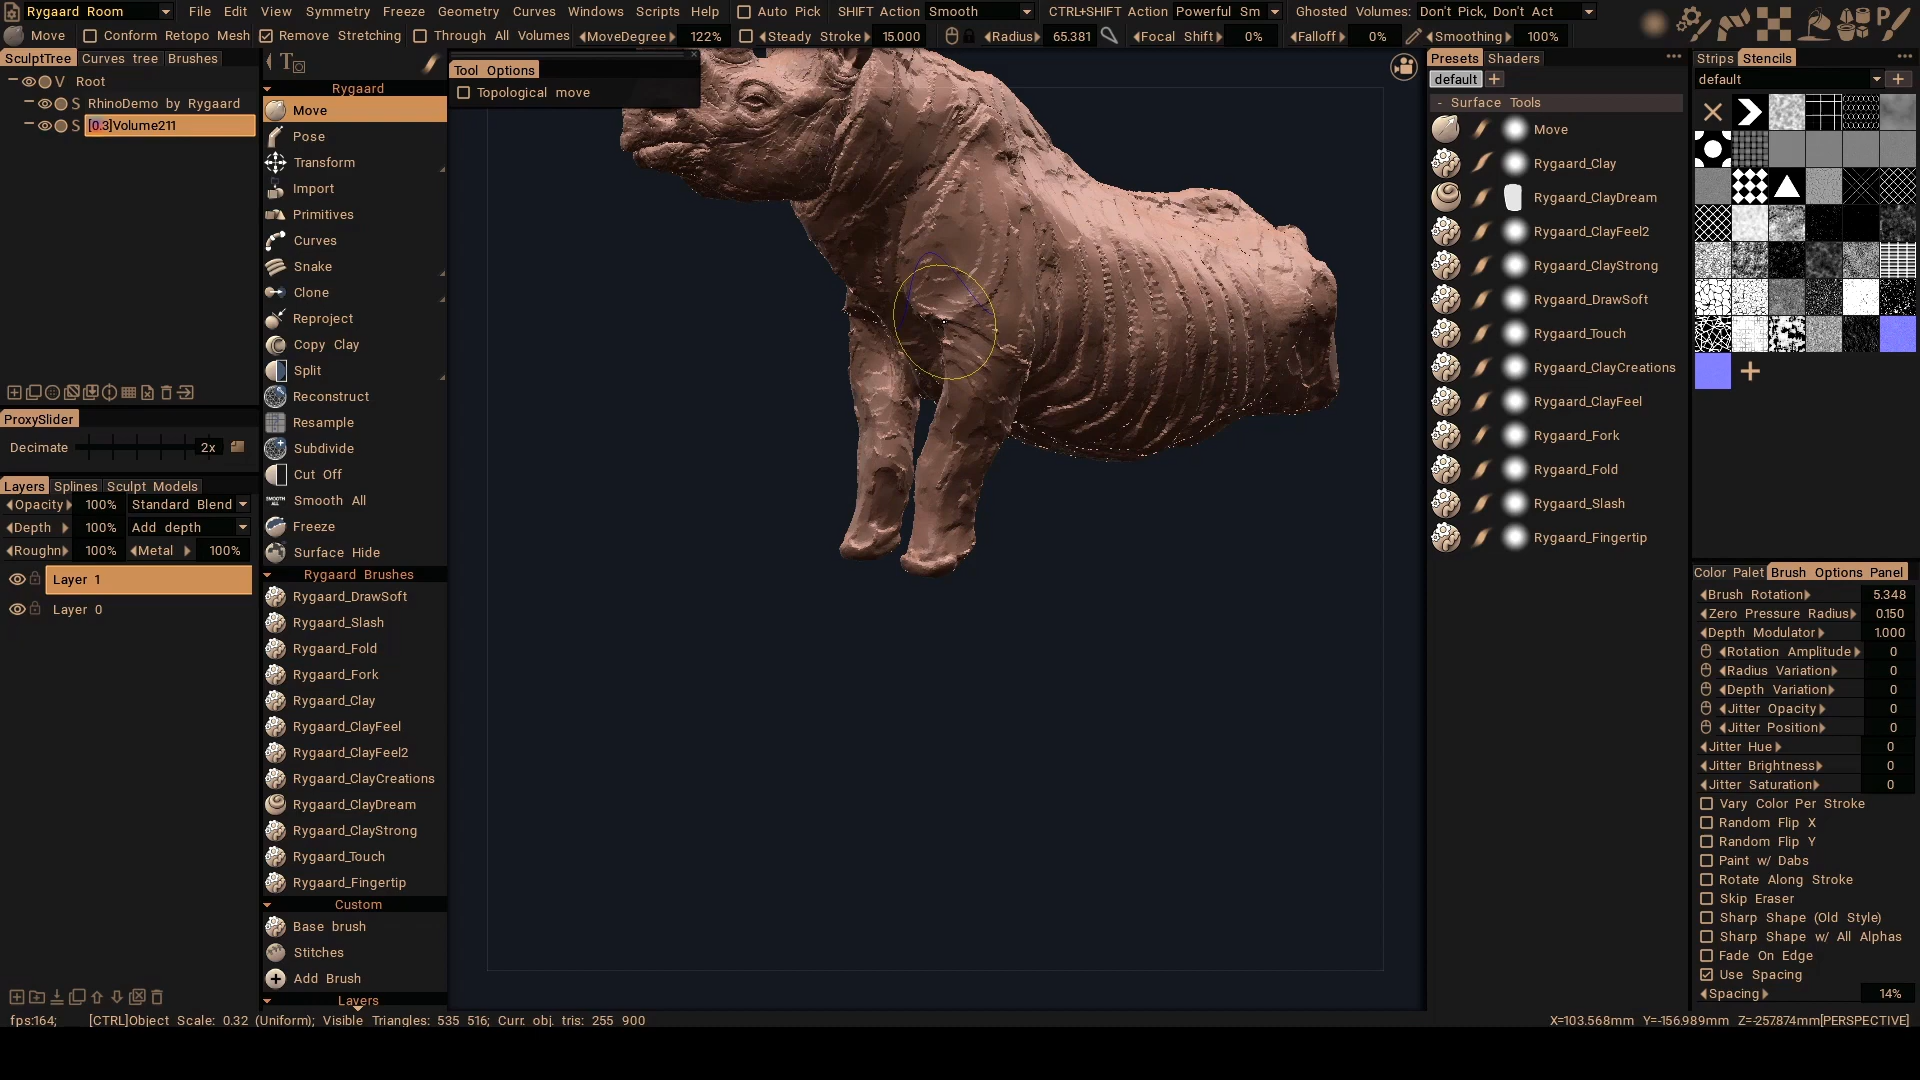 Rygaard Room File Edit View Symmetry Freeze Geometry Curves Windows Scripts Help Auto Pick SHIFT Action Smooth CTRL+SHIFT Action Powerful Sm Ghosted Volumes: Don't Pick, Don't Act
Move Conform Retopo Mesh Remove Stretching Through All Volumes MoveDegree 122% Steady Stroke 15.000 Radius 65.381 Focal Shift 0% Falloff 0% Smoothing 100%
SculptTree Curves tree Brushes
V Root
S RhinoDemo by Rygaard
S [0.3]Volume211
ProxySlider
Decimate 2x
Layers Splines Sculpt Models
Opacity 100% Standard Blend
Depth 100% Add depth
Roughn 100% Metal 100%
Layer 1
Layer 0
Rygaard
Move
Pose
Transform
Import
Primitives
Curves
Snake
Clone
Reproject
Copy Clay
Split
Reconstruct
Resample
Subdivide
Cut Off
Smooth All
Freeze
Surface Hide
Rygaard Brushes
Rygaard_DrawSoft
Rygaard_Slash
Rygaard_Fold
Rygaard_Fork
Rygaard_Clay
Rygaard_ClayFeel
Rygaard_ClayFeel2
Rygaard_ClayCreations
Rygaard_ClayDream
Rygaard_ClayStrong
Rygaard_Touch
Rygaard_Fingertip
Custom
Base brush
Stitches
Add Brush
Layers
Tool Options
Topological move
Presets Shaders
default
- Surface Tools
Move
Rygaard_Clay
Rygaard_ClayDream
Rygaard_ClayFeel2
Rygaard_ClayStrong
Rygaard_DrawSoft
Rygaard_Touch
Rygaard_ClayCreations
Rygaard_ClayFeel
Rygaard_Fork
Rygaard_Fold
Rygaard_Slash
Rygaard_Fingertip
Strips Stencils
default
Color Palet Brush Options Panel
Brush Rotation 5.348
Zero Pressure Radius 0.150
Depth Modulator 1.000
Rotation Amplitude 0
Radius Variation 0
Depth Variation 0
Jitter Opacity 0
Jitter Position 0
Jitter Hue 0
Jitter Brightness 0
Jitter Saturation 0
Vary Color Per Stroke
Random Flip X
Random Flip Y
Paint w/ Dabs
Rotate Along Stroke
Skip Eraser
Sharp Shape (Old Style)
Sharp Shape w/ All Alphas
Fade On Edge
Use Spacing
Spacing 14%
fps:164; [CTRL]Object Scale: 0.32 (Uniform); Visible Triangles: 535 516; Curr. obj. tris: 255 900 X=103.568mm Y=-156.989mm Z=-257.874mm[PERSPECTIVE]